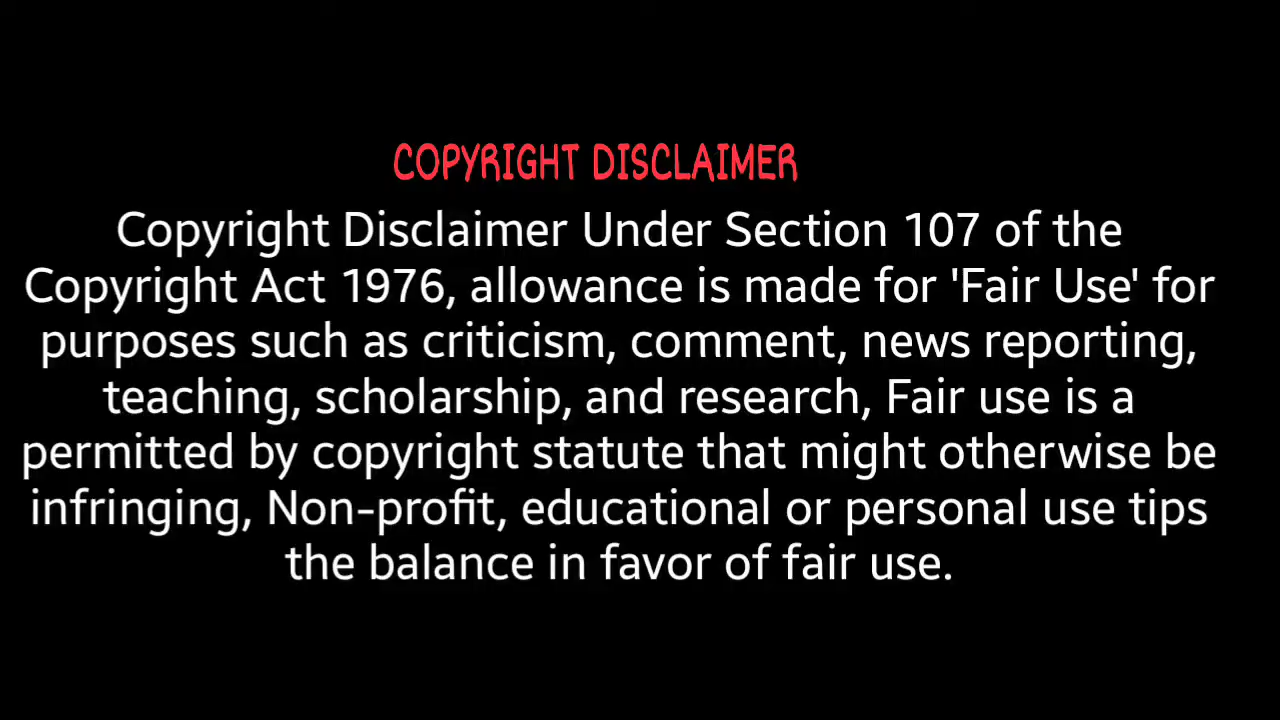 COPYRIGHT DISCLAIMER
Copyright Disclaimer Under Section 107 of the
Copyright Act 1976, allowance is made for 'Fair Use' for
purposes such as criticism, comment, news reporting,
teaching, scholarship, and research, Fair use is a
permitted by copyright statute that might otherwise be
infringing, Non-profit, educational or personal use tips
the balance in favor of fair use.